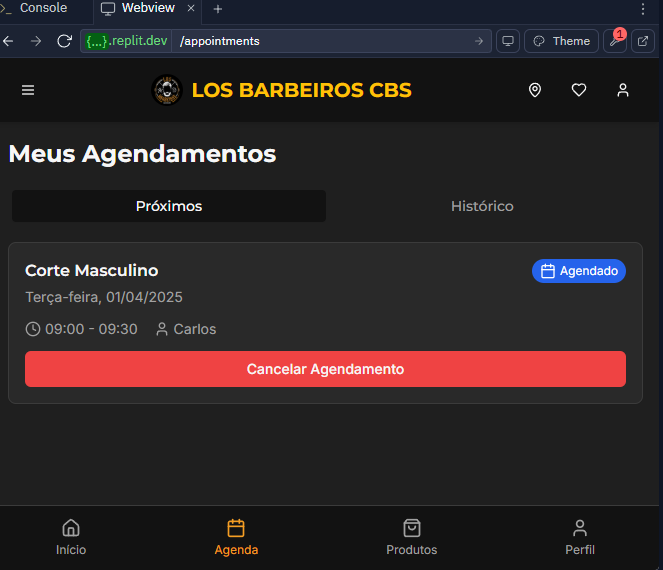 Console
Webview
{...}.replit.dev /appointments
Theme
1
LOS BARBEIROS CBS
Meus Agendamentos
Próximos
Histórico
Corte Masculino
Agendado
Terça-feira, 01/04/2025
09:00 - 09:30
Carlos
Cancelar Agendamento
Início
Agenda
Produtos
Perfil